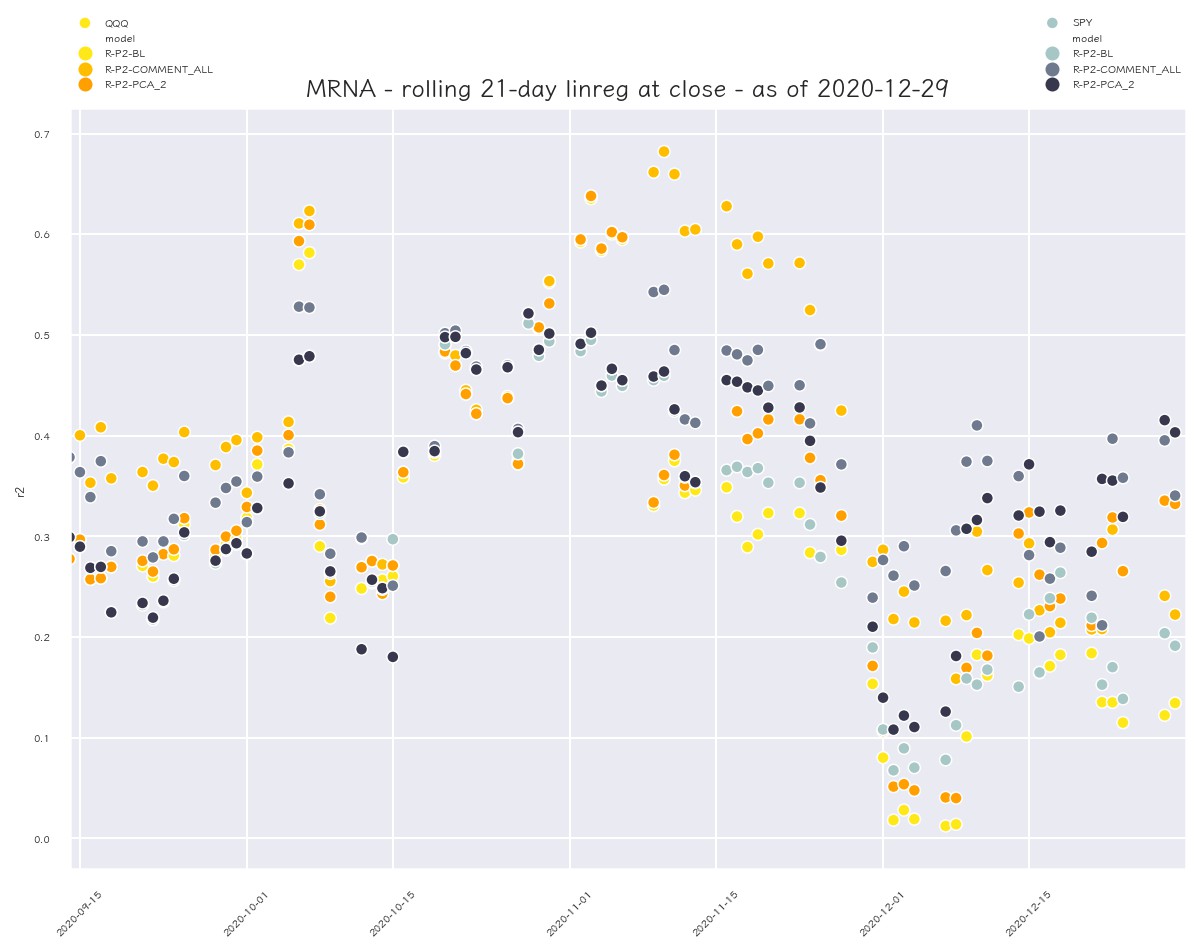 QQQ
model
R-P2-BL
R-P2-COMMENT_ALL
R-P2-PCA_2
SPY
model
R-P2-BL
R-P2-COMMENT_ALL
R-P2-PCA_2
MRNA - rolling 21-day linreg at close - as of 2020-12-29
0.7
0.6
0.5
0.4
0.3
0.2
0.1
0.0
r2
2020-09-15
2020-10-01
2020-10-15
2020-11-01
2020-11-15
2020-12-01
2020-12-15